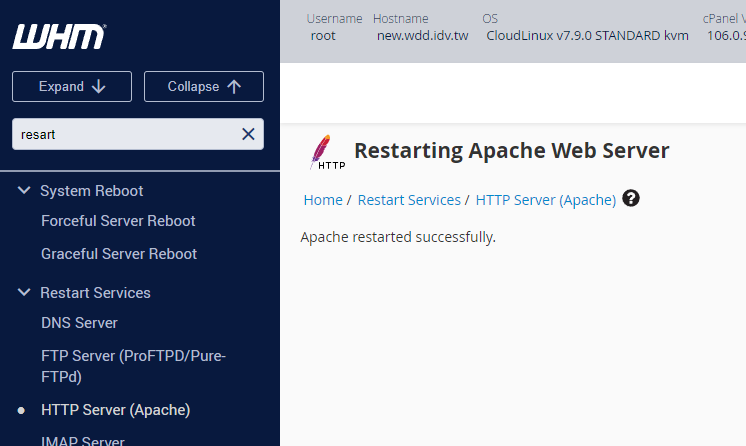 WHM
Username Hostname OS cPanel V
root new.wdd.idv.tw CloudLinux v7.9.0 STANDARD kvm 106.0.9
Expand Collapse
resart
System Reboot
Forceful Server Reboot
Graceful Server Reboot
Restart Services
DNS Server
FTP Server (ProFTPD/Pure-
FTPd)
HTTP Server (Apache)
IMAP Server
HTTP
Restarting Apache Web Server
Home / Restart Services / HTTP Server (Apache) ?
Apache restarted successfully.